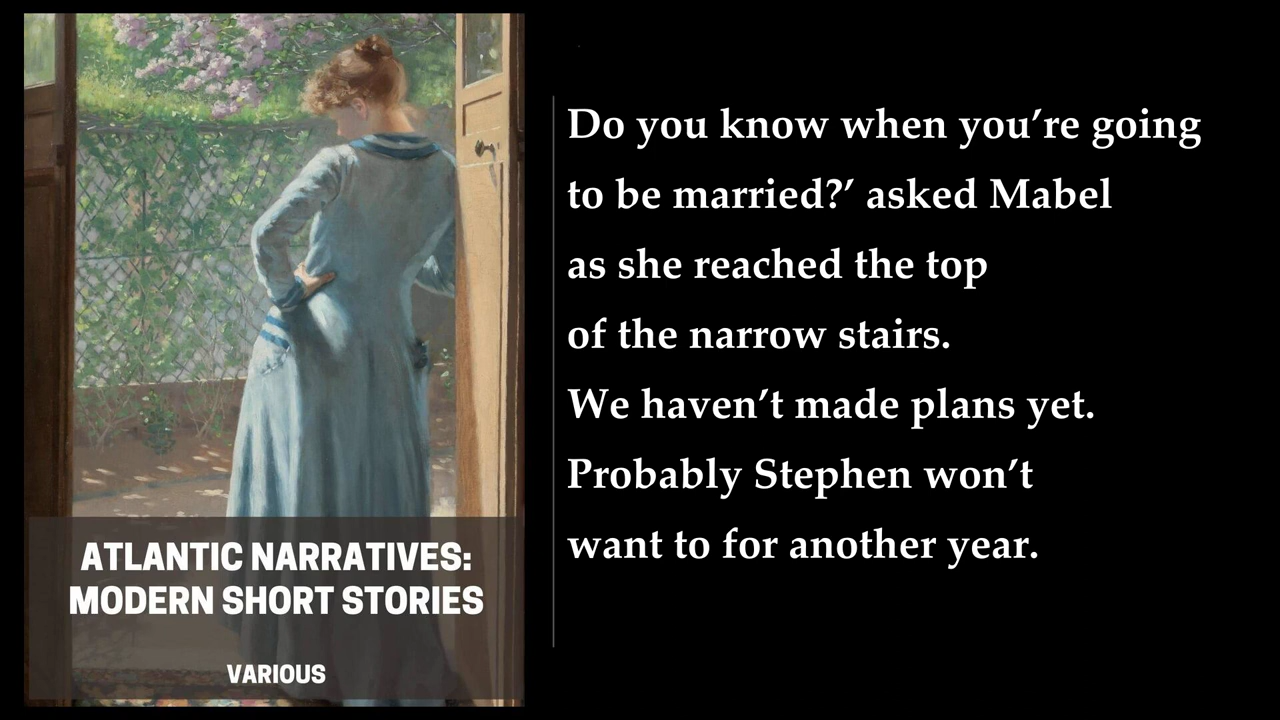 ATLANTIC NARRATIVES:
MODERN SHORT STORIES
VARIOUS
Do you know when you’re going
to be married?’ asked Mabel
as she reached the top
of the narrow stairs.
We haven’t made plans yet.
Probably Stephen won’t
want to for another year.